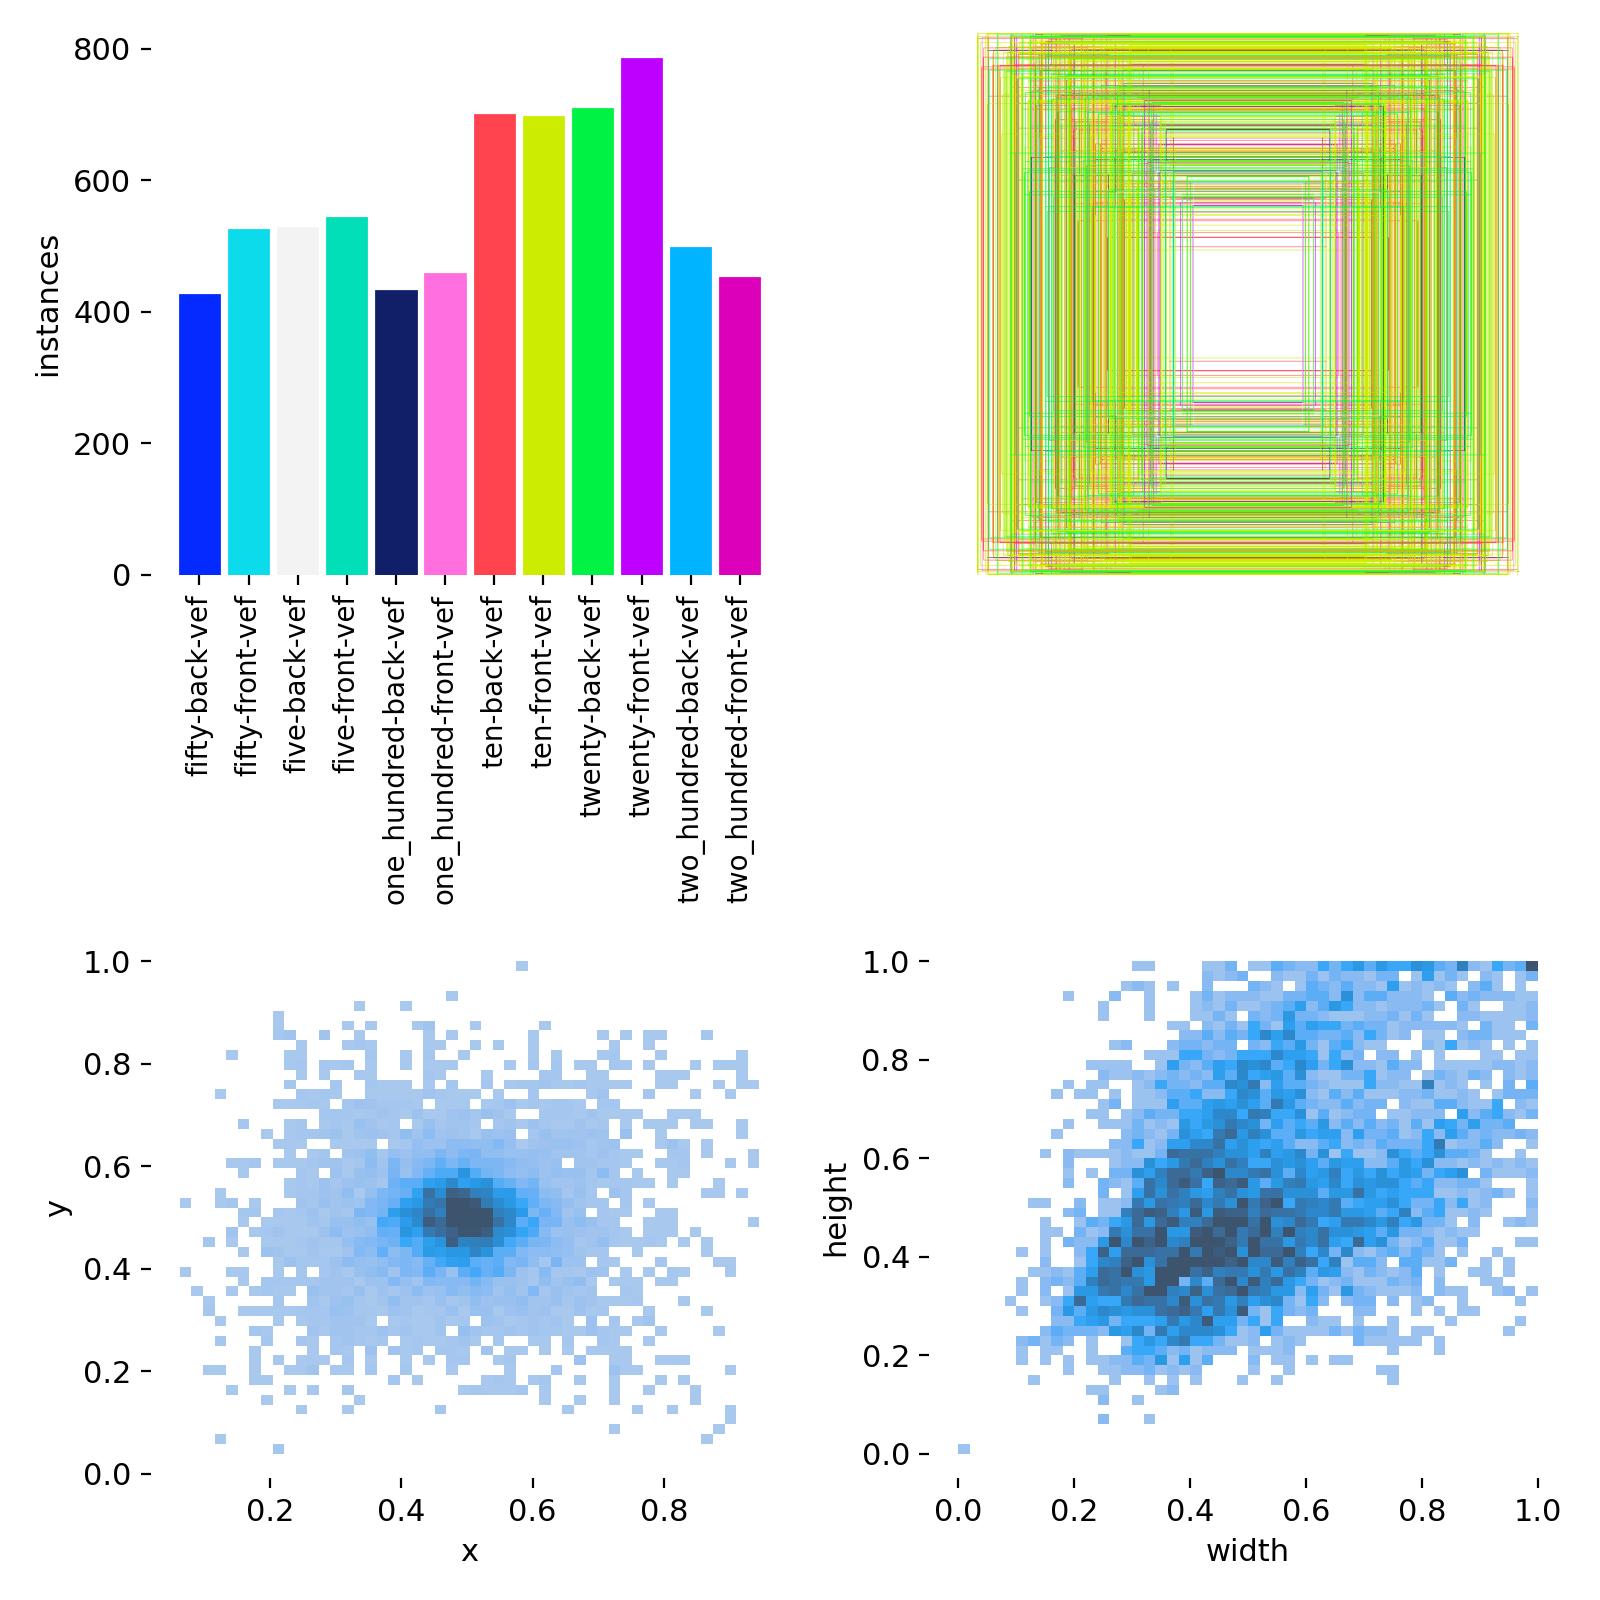 800
600
400
200
0
instances
fifty-back-vef
fifty-front-vef
five-back-vef
five-front-vef
one_hundred-back-vef
one_hundred-front-vef
ten-back-vef
ten-front-vef
twenty-back-vef
twenty-front-vef
two_hundred-back-vef
two_hundred-front-vef
1.0
0.8
0.6
0.4
0.2
0.0
y
0.2
0.4
0.6
0.8
x
1.0
0.8
0.6
0.4
0.2
0.0
height
0.0
0.2
0.4
0.6
0.8
1.0
width